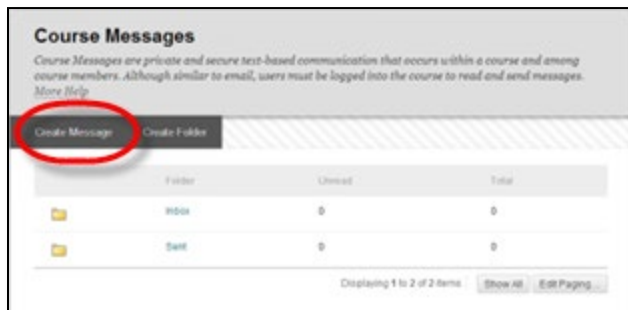 Course Messages
Course Messages are private and secure text-based communication that occurs within a course and among
course members. Although similar to email, users must be logged into the course to read and send messages.
More Help
Create Message Create Folder
Folder Unread Total
Inbox 0 0
Sent 0 0
Displaying 1 to 2 of 2 items Show All Edit Paging...